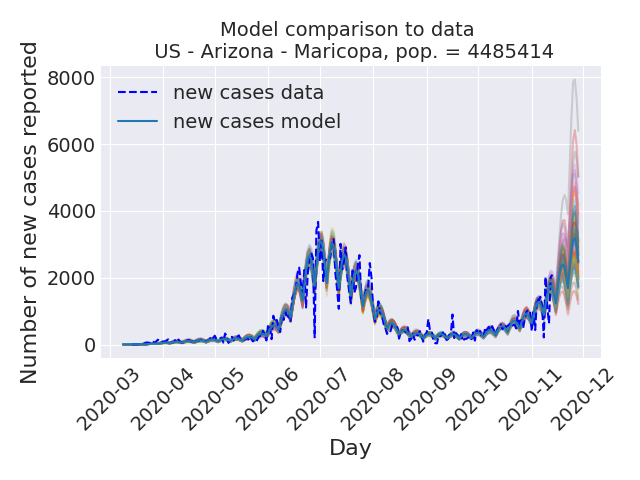 Model comparison to data
US - Arizona - Maricopa, pop. = 4485414
Number of new cases reported
8000
6000
4000
2000
0
new cases data
new cases model
2020-03
2020-04
2020-05
2020-06
2020-07
2020-08
2020-09
2020-10
2020-11
2020-12
Day